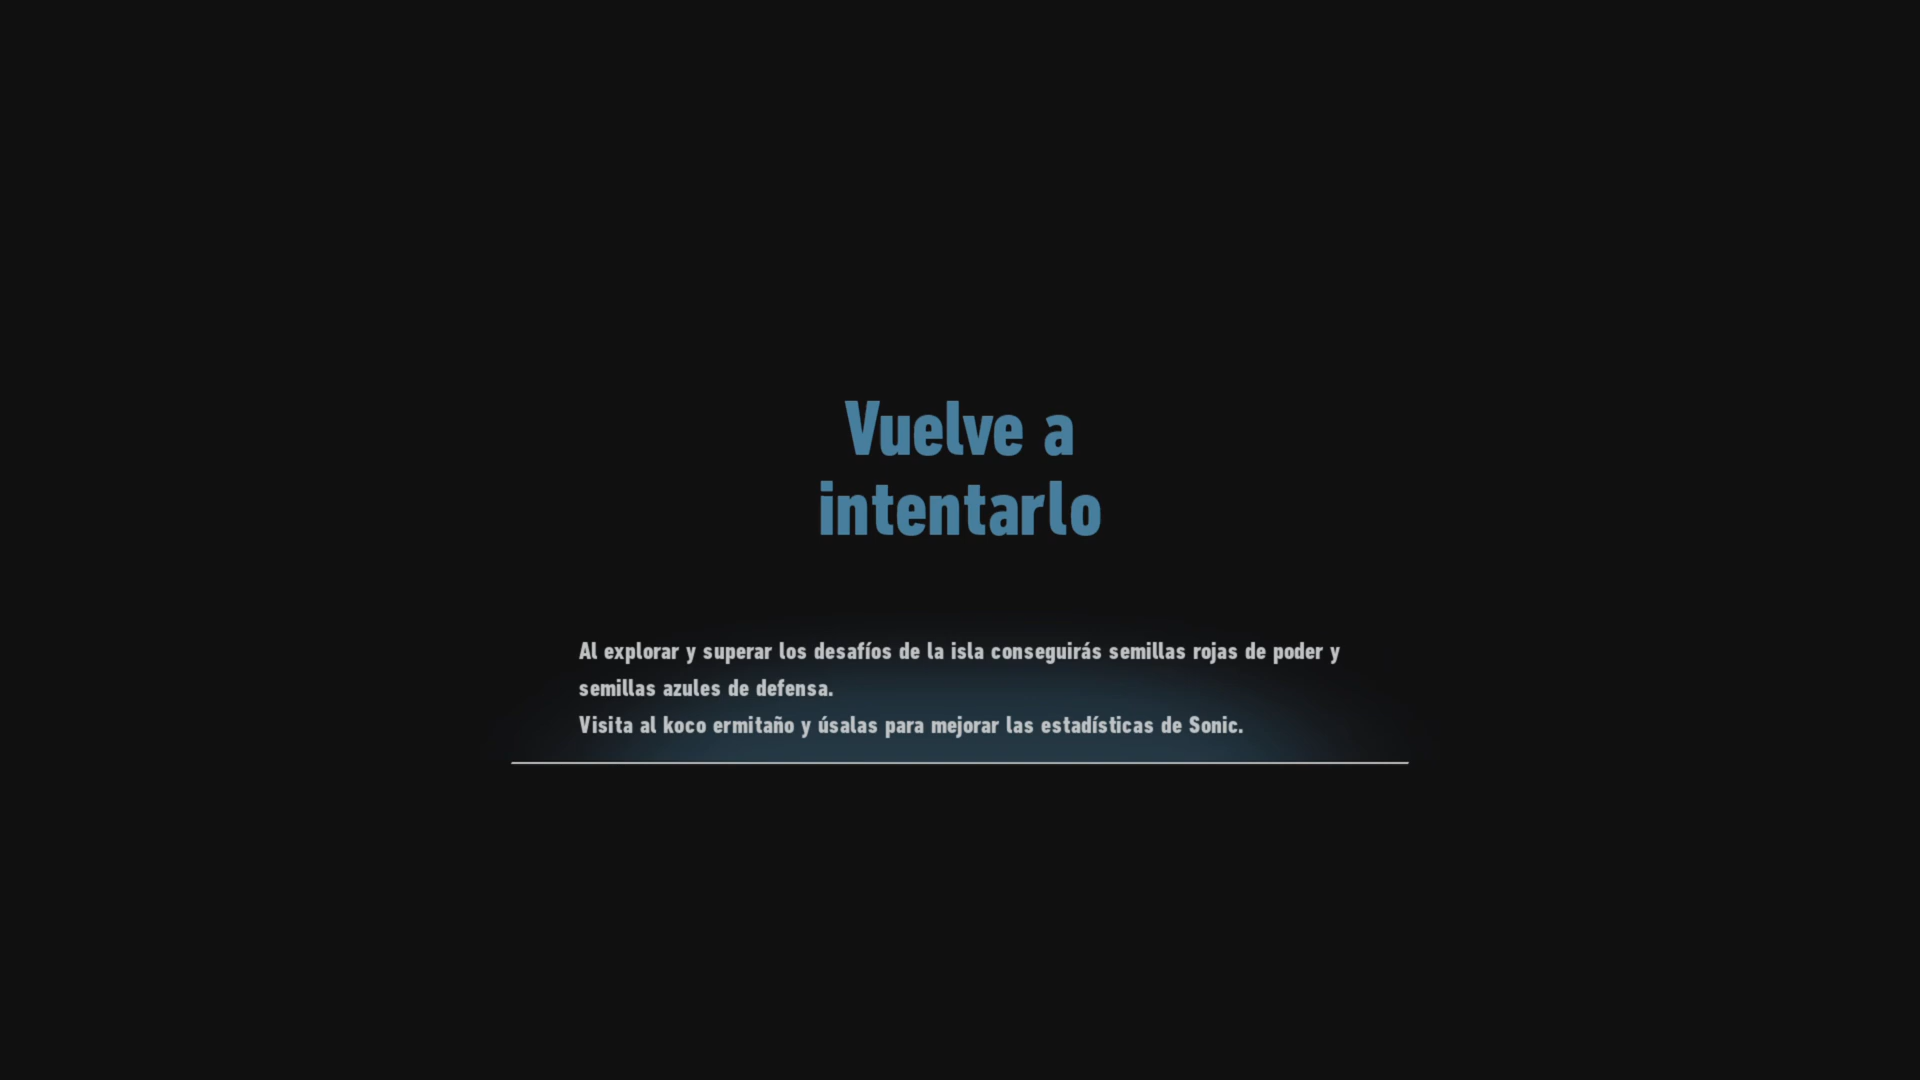 Vuelve a
intentarlo
Al explorar y superar los desafíos de la isla conseguirás semillas rojas de poder y
semillas azules de defensa.
Visita al koco ermitaño y úsalas para mejorar las estadísticas de Sonic.